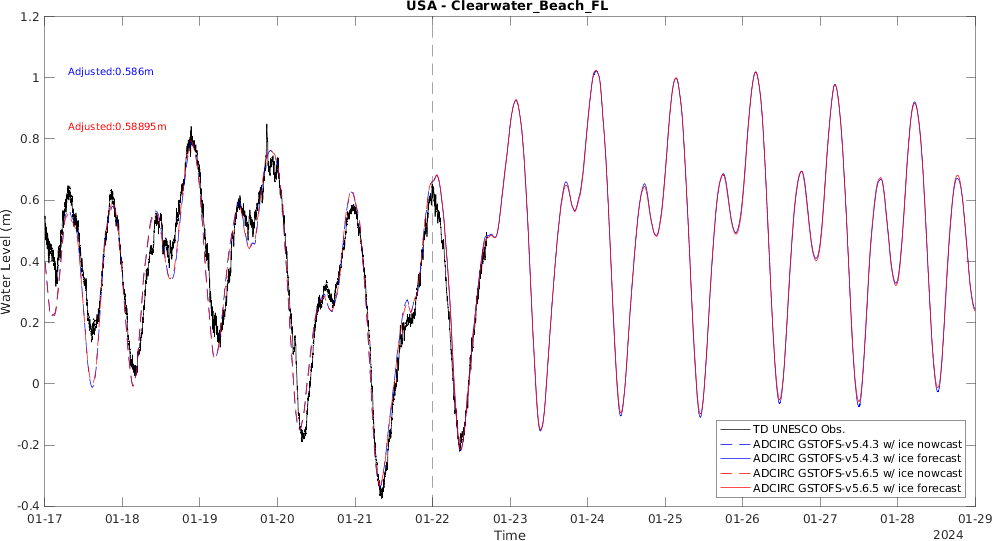 USA - Clearwater_Beach_FL
1.2
1
0.8
0.6
0.4
0.2
0
-0.2
-0.4
Water Level (m)
Adjusted:0.586m
Adjusted:0.58895m
TD UNESCO Obs.
ADCIRC GSTOFS-v5.4.3 w/ ice nowcast
ADCIRC GSTOFS-v5.4.3 w/ ice forecast
ADCIRC GSTOFS-v5.6.5 w/ ice nowcast
ADCIRC GSTOFS-v5.6.5 w/ ice forecast
01-17 01-18 01-19 01-20 01-21 01-22 01-23 01-24 01-25 01-26 01-27 01-28 01-29
Time
2024